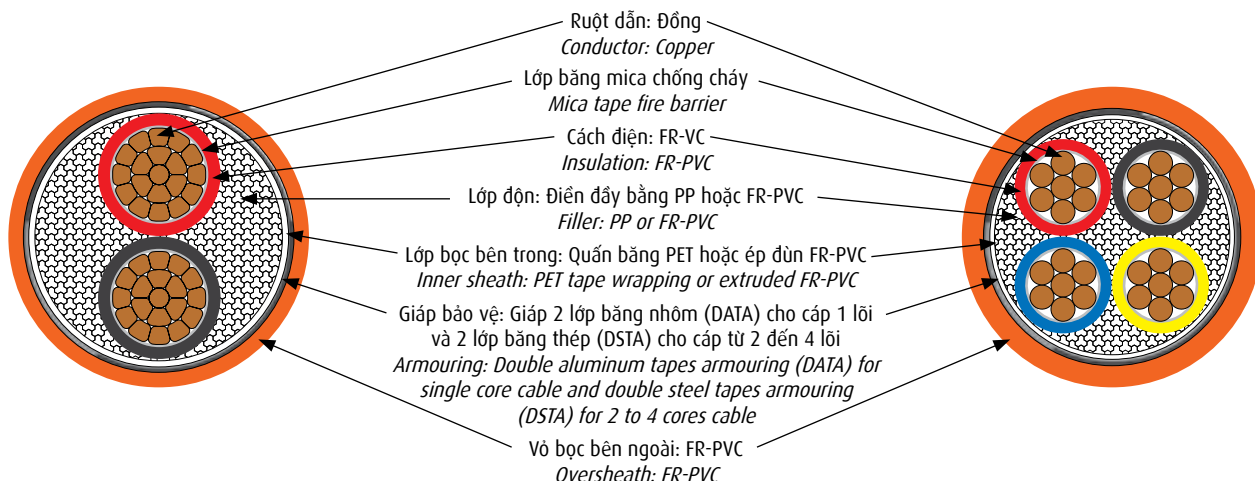 Ruột dẫn: Đồng
Conductor: Copper
Lớp băng mica chống cháy
Mica tape fire barrier
Cách điện: FR-VC
Insulation: FR-PVC
Lớp độn: Điền đầy bằng PP hoặc FR-PVC
Filler: PP or FR-PVC
Lớp bọc bên trong: Quấn băng PET hoặc ép đùn FR-PVC
Inner sheath: PET tape wrapping or extruded FR-PVC
Giáp bảo vệ: Giáp 2 lớp băng nhôm (DATA) cho cáp 1 lõi
và 2 lớp băng thép (DSTA) cho cáp từ 2 đến 4 lõi
Armouring: Double aluminum tapes armouring (DATA) for
single core cable and double steel tapes armouring
(DSTA) for 2 to 4 cores cable
Vỏ bọc bên ngoài: FR-PVC
Oversheath: FR-PVC